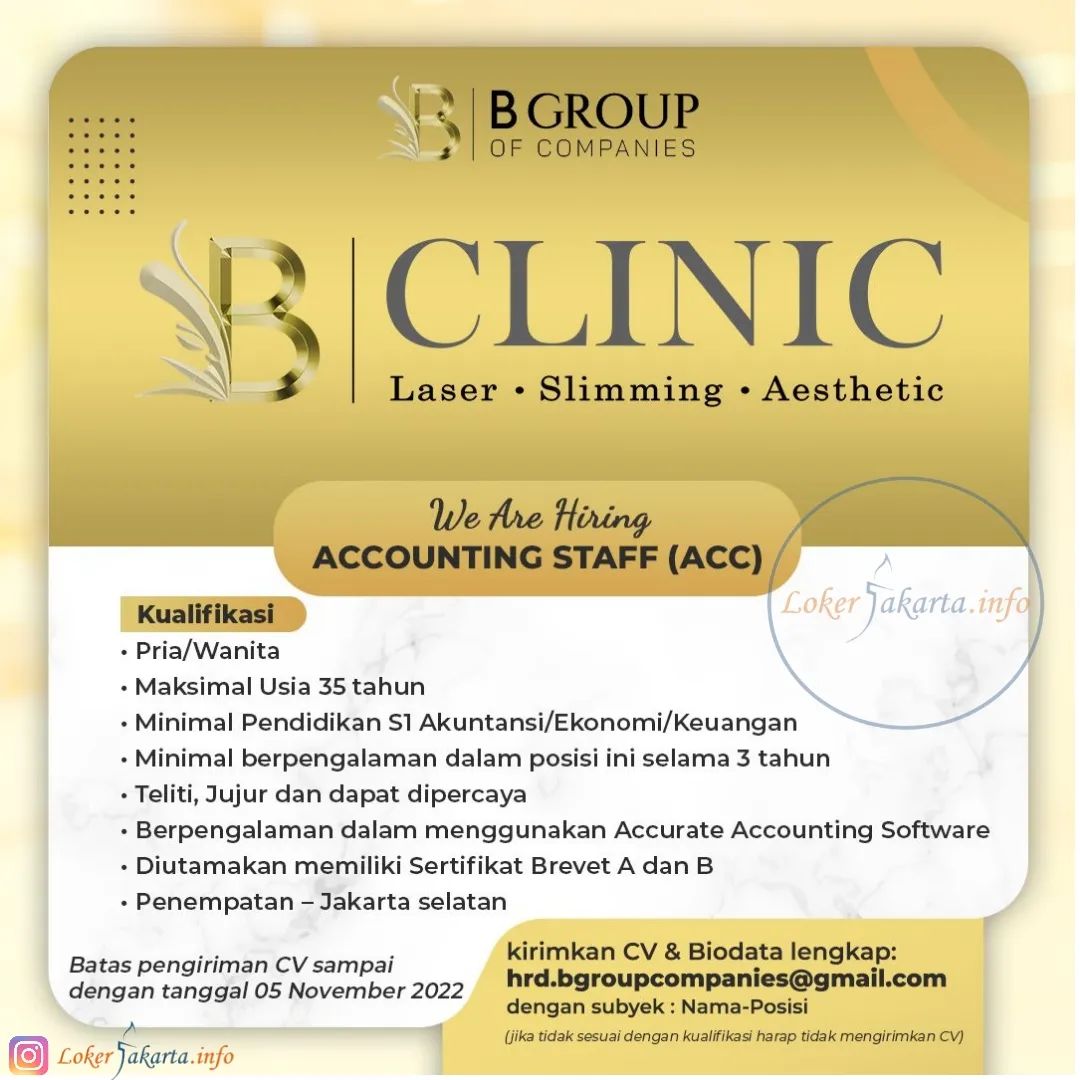 B GROUP
OF COMPANIES
B CLINIC
Laser • Slimming • Aesthetic
We Are Hiring
ACCOUNTING STAFF (ACC)
Loker Jakarta.info
Kualifikasi
• Pria/Wanita
• Maksimal Usia 35 tahun
• Minimal Pendidikan S1 Akuntansi/Ekonomi/Keuangan
• Minimal berpengalaman dalam posisi ini selama 3 tahun
• Teliti, Jujur dan dapat dipercaya
• Berpengalaman dalam menggunakan Accurate Accounting Software
• Diutamakan memiliki Sertifikat Brevet A dan B
• Penempatan – Jakarta selatan
Batas pengiriman CV sampai
dengan tanggal 05 November 2022
kirimkan CV & Biodata lengkap:
hrd.bgroupcompanies@gmail.com
dengan subyek : Nama-Posisi
(jika tidak sesuai dengan kualifikasi harap tidak mengirimkan CV)
Loker Jakarta.info